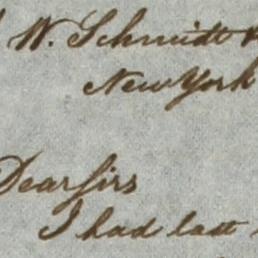 W. Schmidt
New York
Dear Sirs
I had last